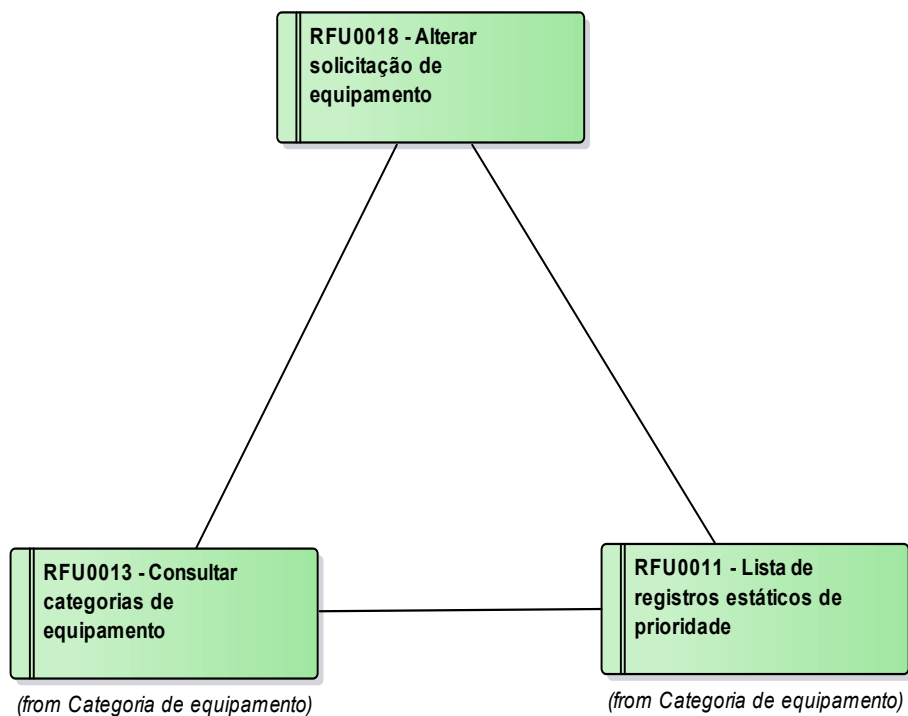 RFU0018 - Alterar
solicitação de
equipamento
RFU0013 - Consultar
categorias de
equipamento
(from Categoria de equipamento)
RFU0011 - Lista de
registros estáticos de
prioridade
(from Categoria de equipamento)